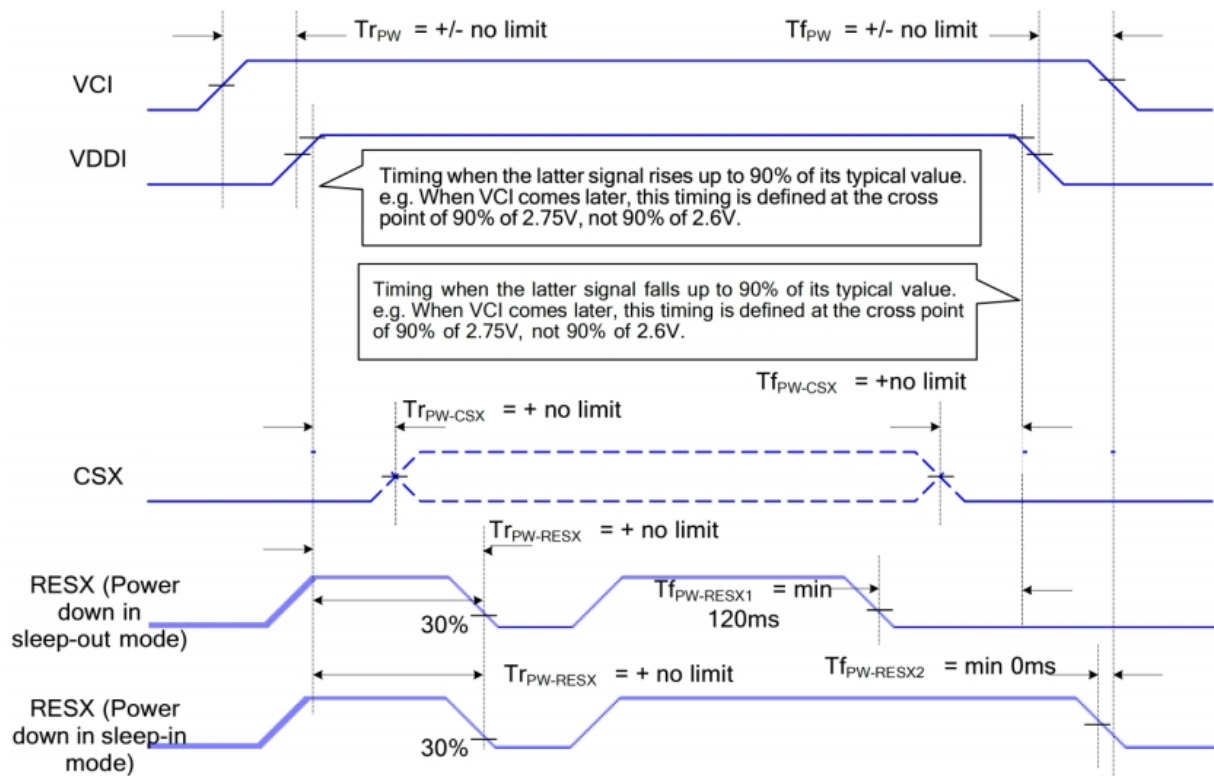 TrPW = +/- no limit
TfPW = +/- no limit
VCI
VDDI
Timing when the latter signal rises up to 90% of its typical value.
e.g. When VCI comes later, this timing is defined at the cross
point of 90% of 2.75V, not 90% of 2.6V.
Timing when the latter signal falls up to 90% of its typical value.
e.g. When VCI comes later, this timing is defined at the cross point
of 90% of 2.75V, not 90% of 2.6V.
TfPW-CSX = +no limit
TrPW-CSX = + no limit
CSX
TrPW-RESX = + no limit
RESX (Power
down in
sleep-out mode)
30%
TfPW-RESX1 = min
120ms
TrPW-RESX = + no limit
TfPW-RESX2 = min 0ms
RESX (Power
down in sleep-in
mode)
30%